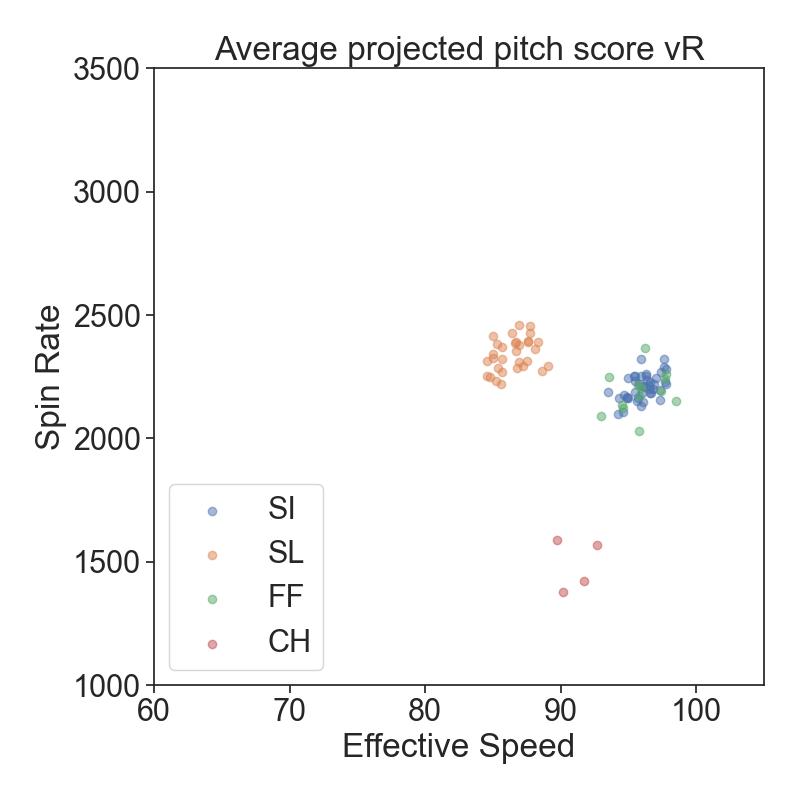 Average projected pitch score vR
3500
3000
2500
2000
1500
1000
Spin Rate
SI
SL
FF
CH
60 70 80 90 100
Effective Speed